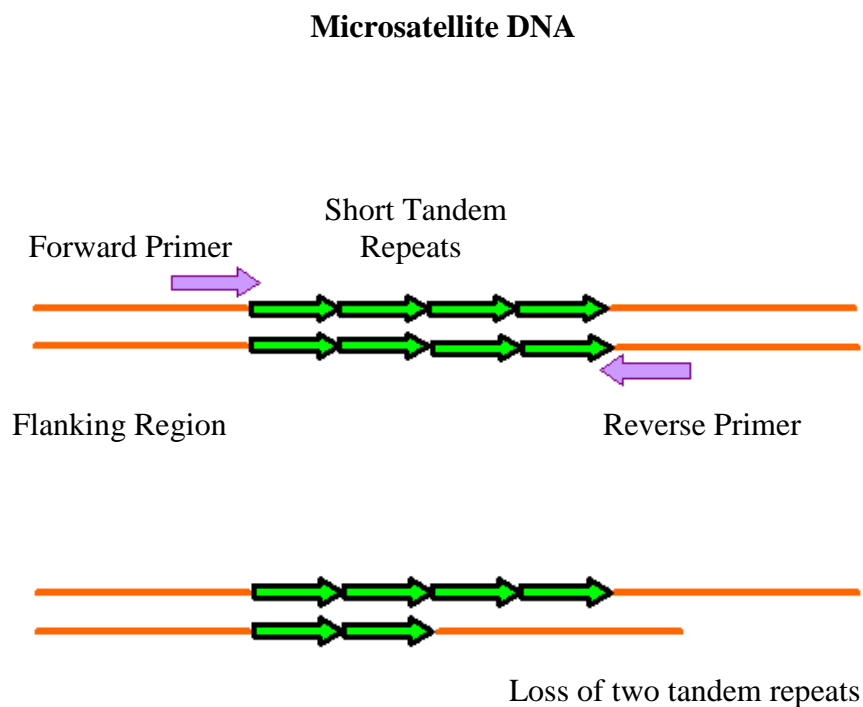 Microsatellite DNA
Short Tandem
Repeats
Forward Primer
Flanking Region
Reverse Primer
Loss of two tandem repeats